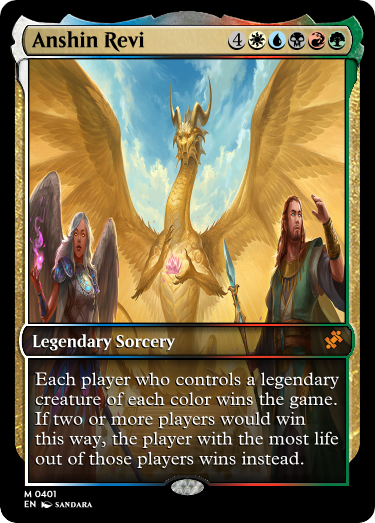 Anshin Revi 4
Legendary Sorcery
Each player who controls a legendary
creature of each color wins the game.
If two or more players would win
this way, the player with the most life
out of those players wins instead.
M 0401
EN SANDARA